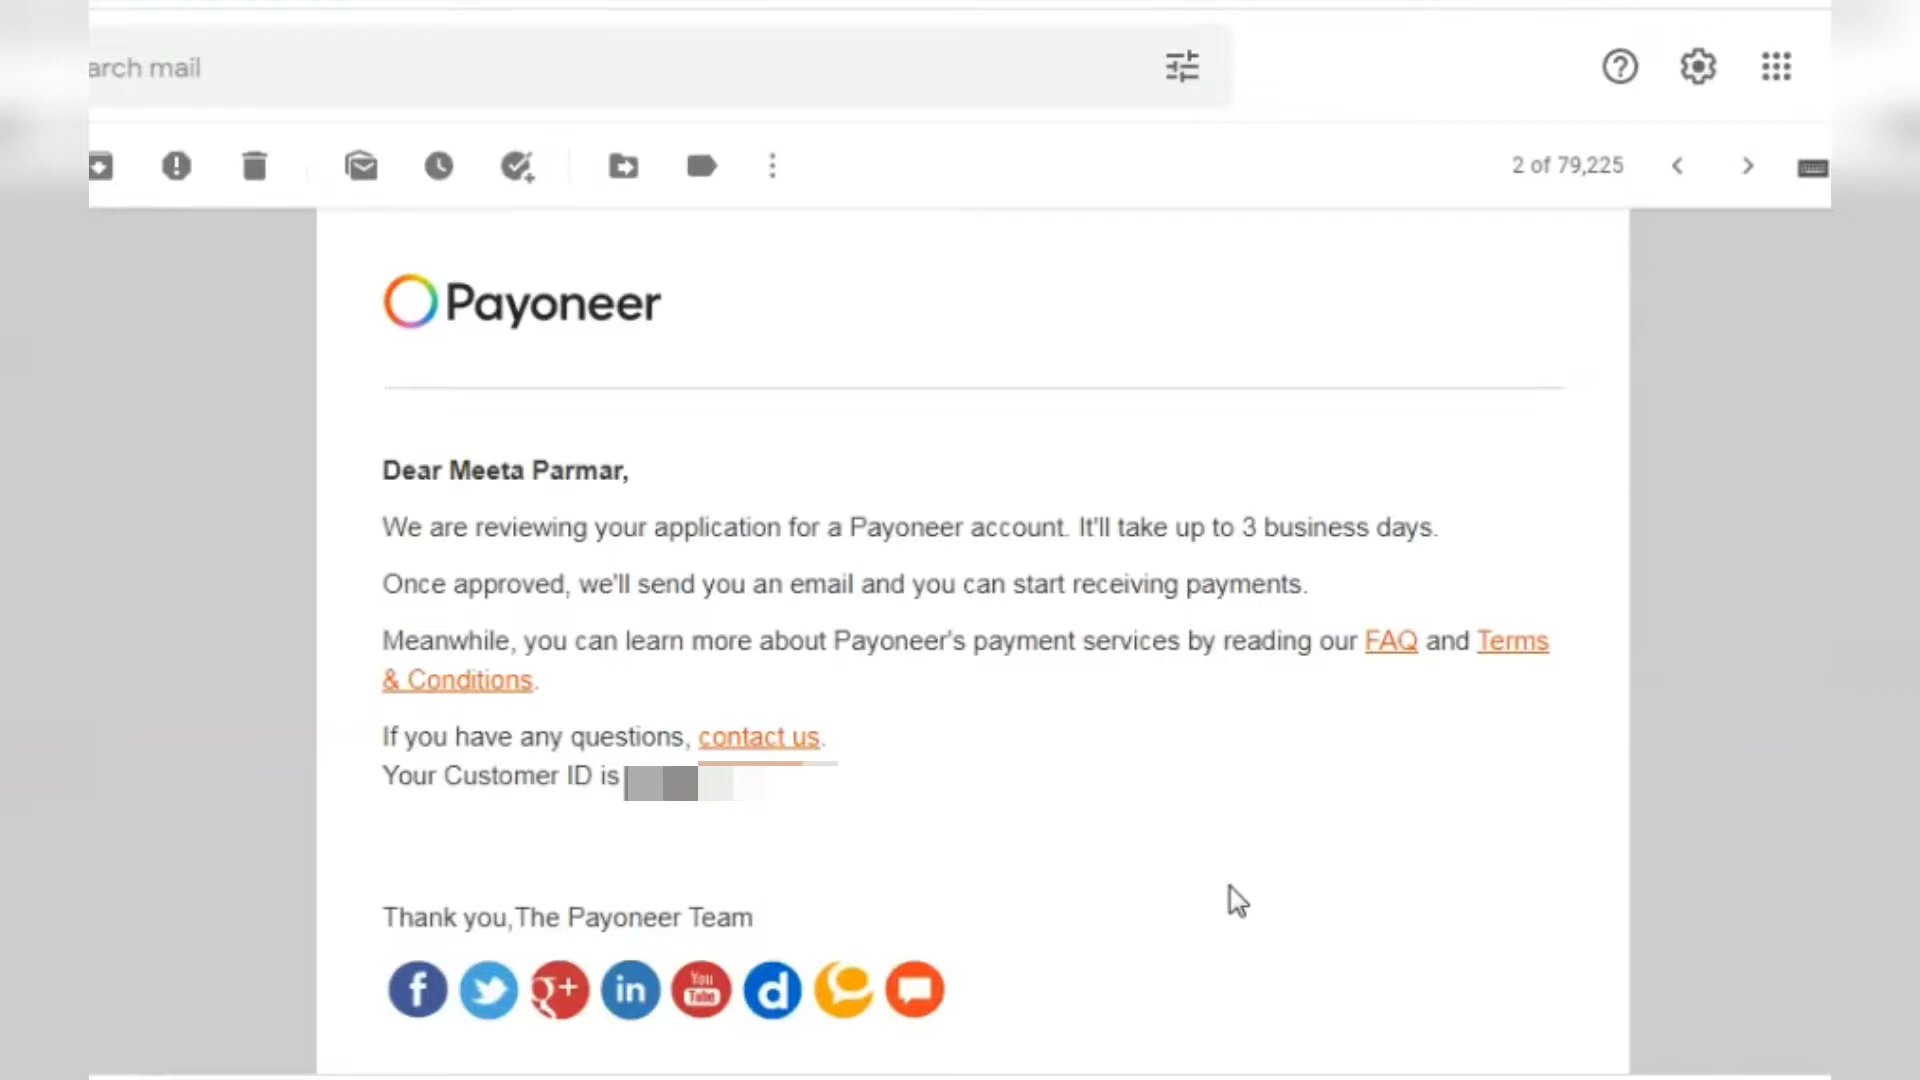 arch mail
2 of 79,225
Payoneer
Dear Meeta Parmar,
We are reviewing your application for a Payoneer account. It'll take up to 3 business days.
Once approved, we'll send you an email and you can start receiving payments.
Meanwhile, you can learn more about Payoneer's payment services by reading our FAQ and Terms
& Conditions.
If you have any questions, contact us.
Your Customer ID is
Thank you,The Payoneer Team
f g+ in You Tube d